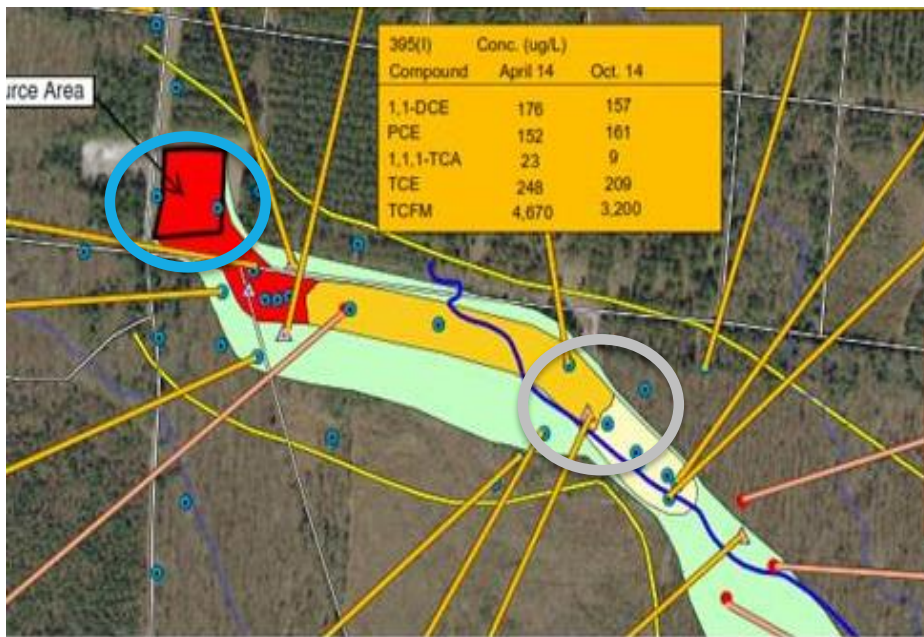 395(I) Conc. (ug/L)
Compound April 14 Oct. 14
1,1-DCE 176 157
PCE 152 161
1,1,1-TCA 23 9
TCE 248 209
TCFM 4,670 3,200
urce Area